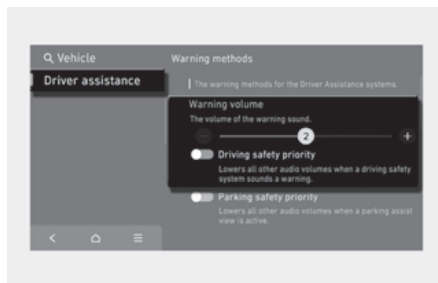 Vehicle
Warning methods
Driver assistance
The warning methods for the Driver Assistance systems.
Warning volume
The volume of the warning sound.
2
Driving safety priority
Lowers all other audio volumes when a driving safety
system sounds a warning.
Parking safety priority
Lowers all other audio volumes when a parking assist
view is active.